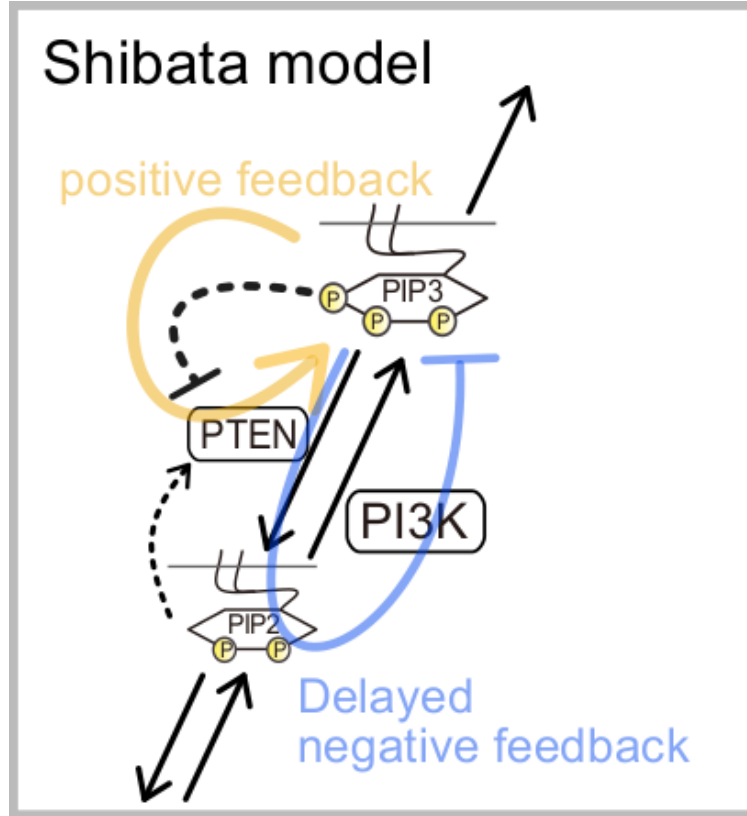 Shibata model
positive feedback
PIP3
P
P
P
PTEN
PI3K
PIP2
P
P
Delayed
negative feedback